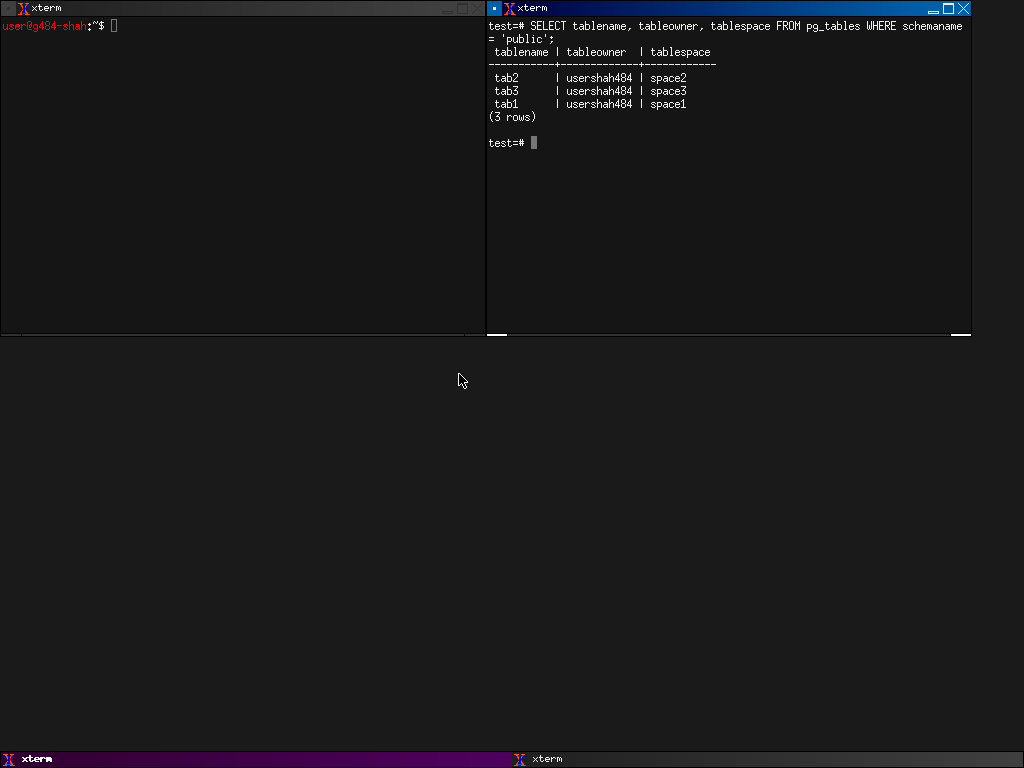 xterm
user@g484-shah:~$
xterm
test=# SELECT tablename, tableowner, tablespace FROM pg_tables WHERE schemaname
= 'public';
 tablename | tableowner  | tablespace
-----------+-------------+------------
 tab2      | usershah484 | space2
 tab3      | usershah484 | space3
 tab1      | usershah484 | space1
(3 rows)
test=#
xterm
xterm